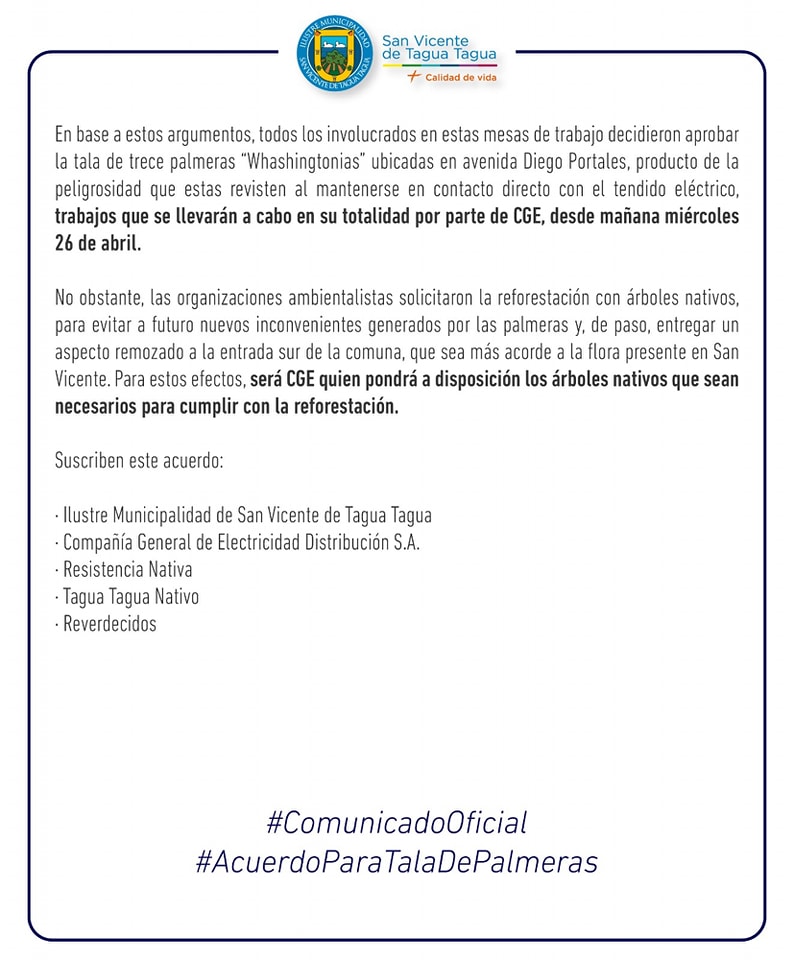 ILUSTRE MUNICIPALIDAD
SAN VICENTE DE TAGUA TAGUA
San Vicente
de Tagua Tagua
+ Calidad de vida
En base a estos argumentos, todos los involucrados en estas mesas de trabajo decidieron aprobar
la tala de trece palmeras “Whashingtonias” ubicadas en avenida Diego Portales, producto de la
peligrosidad que estas revisten al mantenerse en contacto directo con el tendido eléctrico,
trabajos que se llevarán a cabo en su totalidad por parte de CGE, desde mañana miércoles
26 de abril.
No obstante, las organizaciones ambientalistas solicitaron la reforestación con árboles nativos,
para evitar a futuro nuevos inconvenientes generados por las palmeras y, de paso, entregar un
aspecto remozado a la entrada sur de la comuna, que sea más acorde a la flora presente en San
Vicente. Para estos efectos, será CGE quien pondrá a disposición los árboles nativos que sean
necesarios para cumplir con la reforestación.
Suscriben este acuerdo:
· Ilustre Municipalidad de San Vicente de Tagua Tagua
· Compañía General de Electricidad Distribución S.A.
· Resistencia Nativa
· Tagua Tagua Nativo
· Reverdecidos
#ComunicadoOficial
#AcuerdoParaTalaDePalmeras